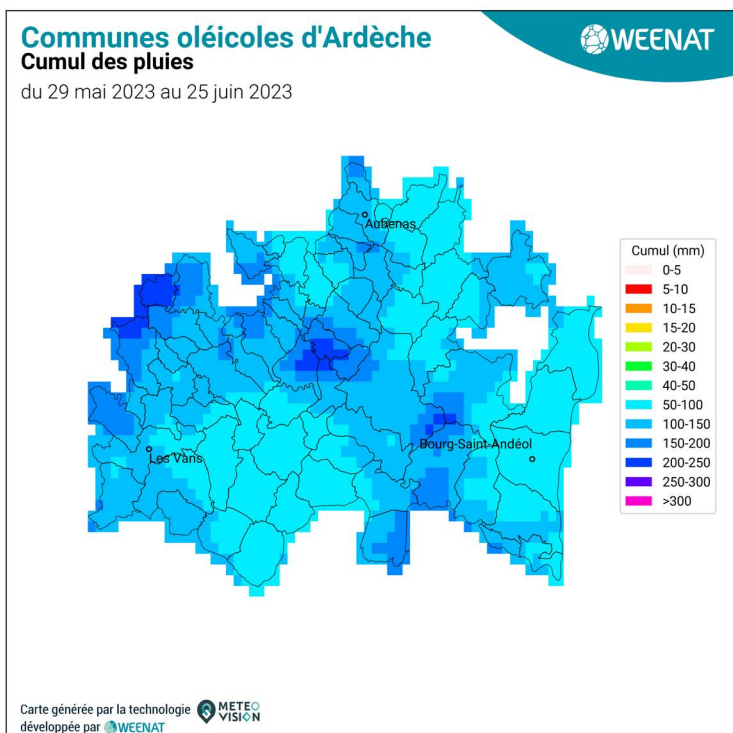 Communes oléicoles d'Ardèche
Cumul des pluies
du 29 mai 2023 au 25 juin 2023
WEENAT
Aubenas
Bourg-Saint-Andéol
Les Vans
Cumul (mm)
0-5
5-10
10-15
15-20
20-30
30-40
40-50
50-100
100-150
150-200
200-250
250-300
>300
Carte générée par la technologie METEO VISION
développée par WEENAT